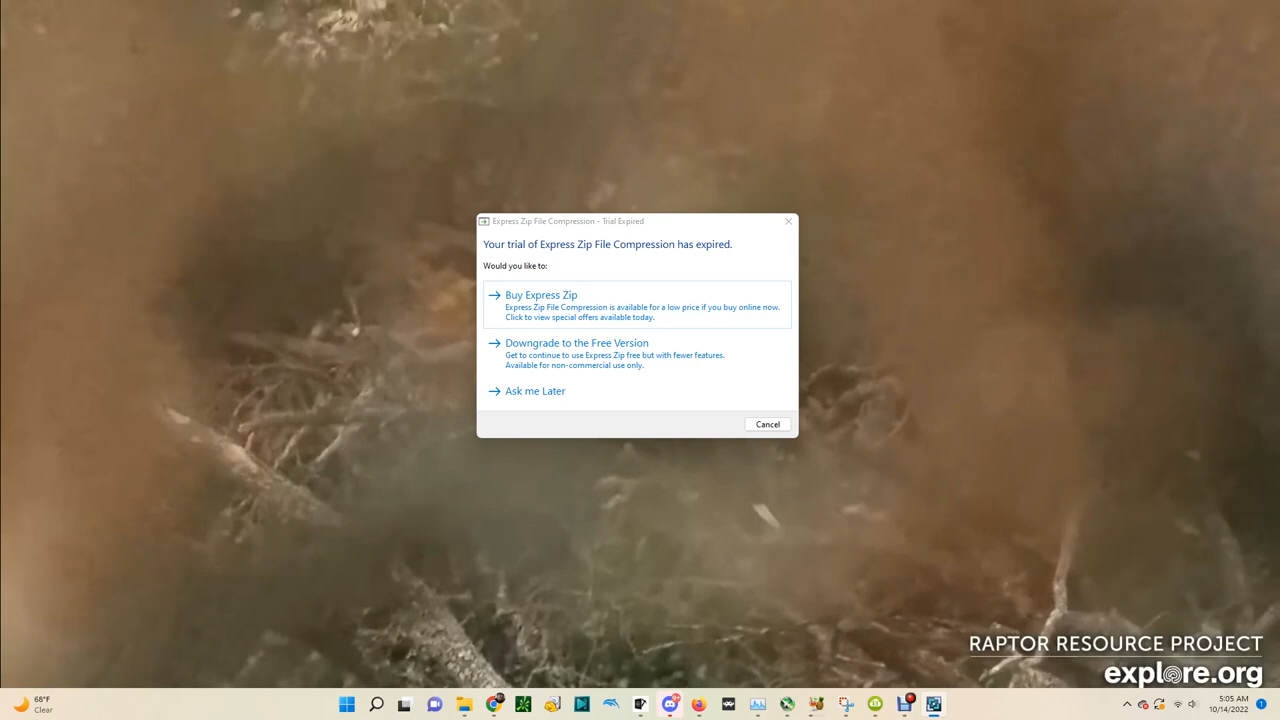 Express Zip File Compression - Trial Expired
Your trial of Express Zip File Compression has expired.
Would you like to:
Buy Express Zip
Express Zip File Compression is available for a low price if you buy online now.
Click to view special offers available today.
Downgrade to the Free Version
Get to continue to use Express Zip free but with fewer features.
Available for non-commercial use only.
Ask me Later
Cancel
RAPTOR RESOURCE PROJECT
explore.org
68°F
Clear
9+
5:05 AM
10/14/2022
1